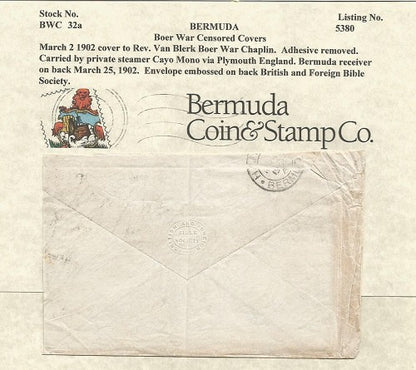 Stock No.
BWC 32a
BERMUDA
Boer War Censored Covers
Listing No.
5380
March 2 1902 cover to Rev. Van Blerk Boer War Chaplin. Adhesive removed.
Carried by private steamer Cayo Mono via Plymouth England. Bermuda receiver
on back March 25, 1902. Envelope embossed on back British and Foreign Bible
Society.
Bermuda
Coin&Stamp Co.
BIBLE
SOCIETY